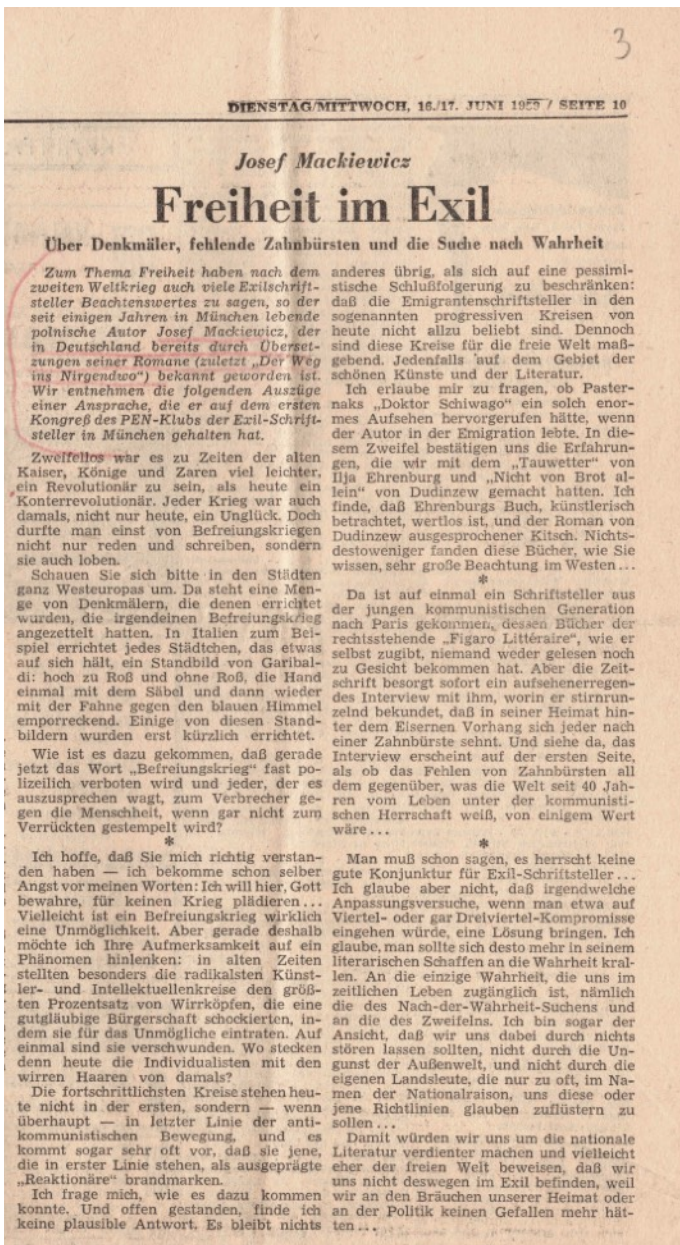 3
DIENSTAG/MITTWOCH, 16./17. JUNI 1959 / SEITE 10
Josef Mackiewicz
Freiheit im Exil
Über Denkmäler, fehlende Zahnbürsten und die Suche nach Wahrheit
Zum Thema Freiheit haben nach dem
zweiten Weltkrieg auch viele Exilschrift-
steller Beachtenswertes zu sagen, so der
seit einigen Jahren in München lebende
polnische Autor Josef Mackiewicz, der
in Deutschland bereits durch Überset-
zungen seiner Romane (zuletzt „Der Weg
ins Nirgendwo“) bekannt geworden ist.
Wir entnehmen die folgenden Auszüge
einer Ansprache, die er auf dem ersten
Kongreß des PEN-Klubs der Exil-Schrift-
steller in München gehalten hat.
Zweifellos war es zu Zeiten der alten
Kaiser, Könige und Zaren viel leichter,
ein Revolutionär zu sein, als heute ein
Konterrevolutionär. Jeder Krieg war auch
damals, nicht nur heute, ein Unglück. Doch
durfte man einst von Befreiungskriegen
nicht nur reden und schreiben, sondern
sie auch loben.
Schauen Sie sich bitte in den Städten
ganz Westeuropas um. Da steht eine Men-
ge von Denkmälern, die denen errichtet
wurden, die irgendeinen Befreiungskrieg
angezettelt hatten. In Italien zum Bei-
spiel errichtet jedes Städtchen, das etwas
auf sich hält, ein Standbild von Garibal-
di: hoch zu Roß und ohne Roß, die Hand
einmal mit dem Säbel und dann wieder
mit der Fahne gegen den blauen Himmel
emporreckend. Einige von diesen Stand-
bildern wurden erst kürzlich errichtet.
Wie ist es dazu gekommen, daß gerade
jetzt das Wort „Befreiungskrieg“ fast po-
lizeilich verboten wird und jeder, der es
auszusprechen wagt, zum Verbrecher ge-
gen die Menschheit, wenn gar nicht zum
Verrückten gestempelt wird?
*
Ich hoffe, daß Sie mich richtig verstan-
den haben — ich bekomme schon selber
Angst vor meinen Worten: Ich will hier, Gott
bewahre, für keinen Krieg plädieren...
Vielleicht ist ein Befreiungskrieg wirklich
eine Unmöglichkeit. Aber gerade deshalb
möchte ich Ihre Aufmerksamkeit auf ein
Phänomen hinlenken: in alten Zeiten
stellten besonders die radikalsten Künst-
ler- und Intellektuellenkreise den größ-
ten Prozentsatz von Wirrköpfen, die eine
gutgläubige Bürgerschaft schockierten, in-
dem sie für das Unmögliche eintraten. Auf
einmal sind sie verschwunden. Wo stecken
denn heute die Individualisten mit den
wirren Haaren von damals?
Die fortschrittlichsten Kreise stehen heu-
te nicht in der ersten, sondern — wenn
überhaupt — in letzter Linie der anti-
kommunistischen Bewegung, und es
kommt sogar sehr oft vor, daß sie jene,
die in erster Linie stehen, als ausgeprägte
„Reaktionäre“ brandmarken.
Ich frage mich, wie es dazu kommen
konnte. Und offen gestanden, finde ich
keine plausible Antwort. Es bleibt nichts
anderes übrig, als sich auf eine pessimi-
stische Schlußfolgerung zu beschränken:
daß die Emigrantenschriftsteller in den
sogenannten progressiven Kreisen von
heute nicht allzu beliebt sind. Dennoch
sind diese Kreise für die freie Welt maß-
gebend. Jedenfalls auf dem Gebiet der
schönen Künste und der Literatur.
Ich erlaube mir zu fragen, ob Paster-
naks „Doktor Schiwago“ ein solch enor-
mes Aufsehen hervorgerufen hätte, wenn
der Autor in der Emigration lebte. In die-
sem Zweifel bestätigen uns die Erfahrun-
gen, die wir mit dem „Tauwetter“ von
Ilja Ehrenburg und „Nicht von Brot al-
lein“ von Dudinzew gemacht hatten. Ich
finde, daß Ehrenburgs Buch, künstlerisch
betrachtet, wertlos ist, und der Roman von
Dudinzew ausgesprochener Kitsch. Nichts-
destoweniger fanden diese Bücher, wie Sie
wissen, sehr große Beachtung im Westen...
*
Da ist auf einmal ein Schriftsteller aus
der jungen kommunistischen Generation
nach Paris gekommen, dessen Bücher der
rechtsstehende „Figaro Littéraire“, wie er
selbst zugibt, niemand weder gelesen noch
zu Gesicht bekommen hat. Aber die Zeit-
schrift besorgt sofort ein aufsehenerregen-
des Interview mit ihm, worin er stirnrun-
zelnd bekundet, daß in seiner Heimat hin-
ter dem Eisernen Vorhang sich jeder nach
einer Zahnbürste sehnt. Und siehe da, das
Interview erscheint auf der ersten Seite,
als ob das Fehlen von Zahnbürsten all
dem gegenüber, was die Welt seit 40 Jah-
ren vom Leben unter der kommunisti-
schen Herrschaft weiß, von einigem Wert
wäre...
*
Man muß schon sagen, es herrscht keine
gute Konjunktur für Exil-Schriftsteller...
Ich glaube aber nicht, daß irgendwelche
Anpassungsversuche, wenn man etwa auf
Viertel- oder gar Dreiviertel-Kompromisse
eingehen würde, eine Lösung bringen. Ich
glaube, man sollte sich desto mehr in seinem
literarischen Schaffen an die Wahrheit kral-
len. An die einzige Wahrheit, die uns im
zeitlichen Leben zugänglich ist, nämlich
die des Nach-der-Wahrheit-Suchens und
an die des Zweifelns. Ich bin sogar der
Ansicht, daß wir uns dabei durch nichts
stören lassen sollten, nicht durch die Un-
gunst der Außenwelt, und nicht durch die
eigenen Landsleute, die nur zu oft, im Na-
men der Nationalraison, uns diese oder
jene Richtlinien glauben zuflüstern zu
sollen...
Damit würden wir uns um die nationale
Literatur verdienter machen und vielleicht
eher der freien Welt beweisen, daß wir
uns nicht deswegen im Exil befinden, weil
wir an den Bräuchen unserer Heimat oder
an der Politik keinen Gefallen mehr hät-
ten...